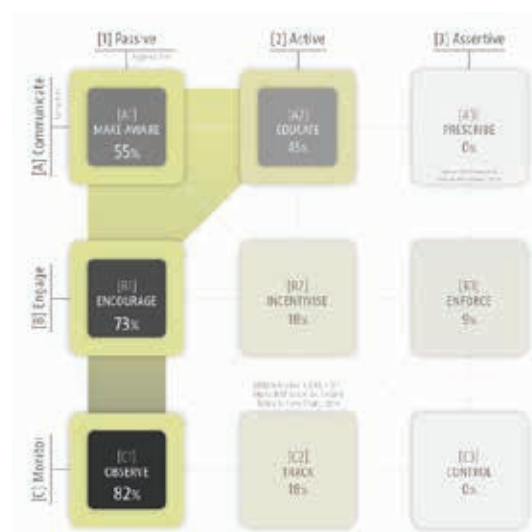 [1] Passive
[2] Active
[3] Assertive
[A] Communicate
[A1]
MAKE AWARE
55%
[A2]
EDUCATE
45%
[A3]
PRESCRIBE
0%
[B] Engage
[B1]
ENCOURAGE
73%
[B2]
INCENTIVISE
18%
[B3]
ENFORCE
9%
[C] Monitor
[C1]
OBSERVE
82%
[C2]
TRACK
18%
[C3]
CONTROL
0%